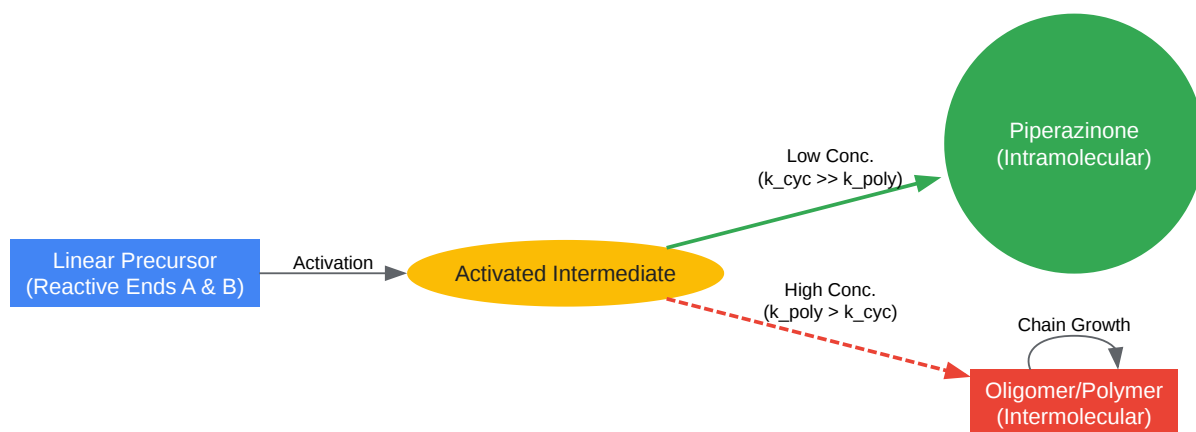 Linear Precursor
(Reactive Ends A & B)
Activation
Activated Intermediate
Low Conc.
(k_cyc >> k_poly)
Piperazinone
(Intramolecular)
High Conc.
(k_poly > k_cyc)
Chain Growth
Oligomer/Polymer
(Intermolecular)